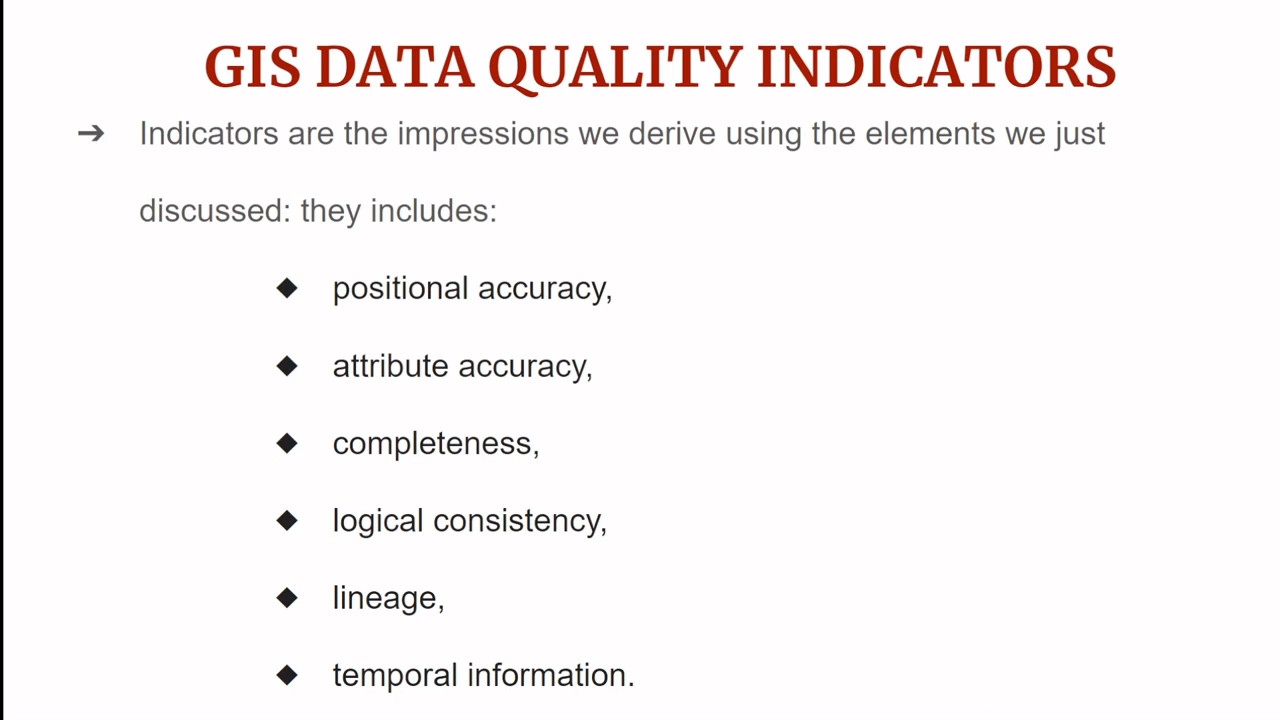 GIS DATA QUALITY INDICATORS
➔ Indicators are the impressions we derive using the elements we just
discussed: they includes:
◆ positional accuracy,
◆ attribute accuracy,
◆ completeness,
◆ logical consistency,
◆ lineage,
◆ temporal information.